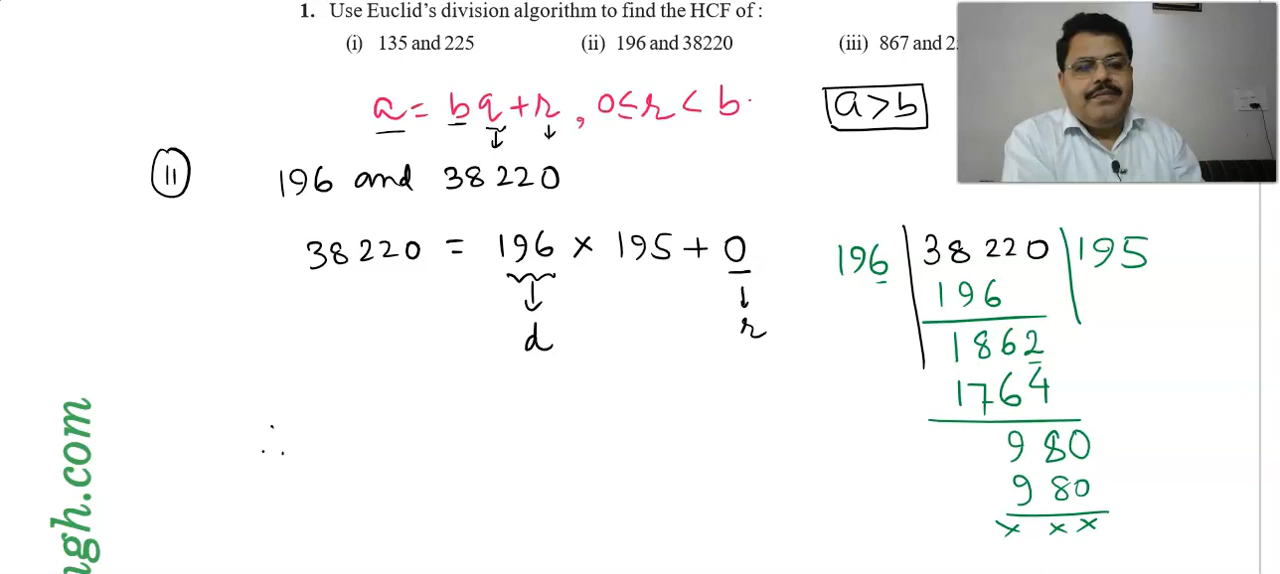 1. Use Euclid's division algorithm to find the HCF of :
(i) 135 and 225 (ii) 196 and 38220 (iii) 867 and
a = bq + r, 0 ≤ r < b. a > b
(ii) 196 and 38220
38220 = 196 × 195 + 0
↓ ↓
d r
∴
196 | 38220 | 195
196
1862
1764
980
980
× × ×
ngh.com